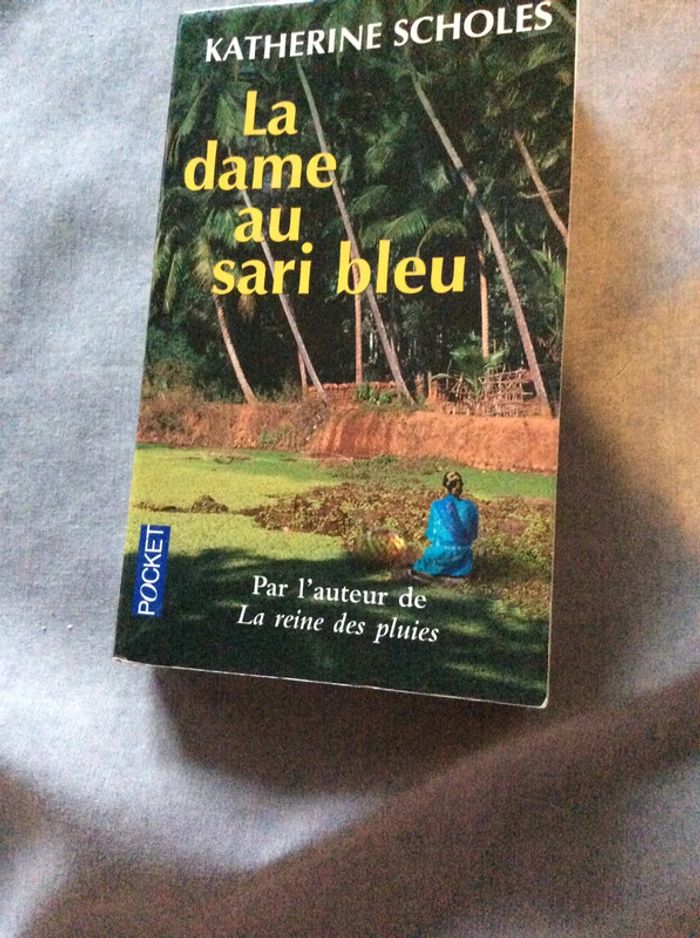 KATHERINE SCHOLES
La
dame
au
sari bleu
POCKET
Par l'auteur de
La reine des pluies